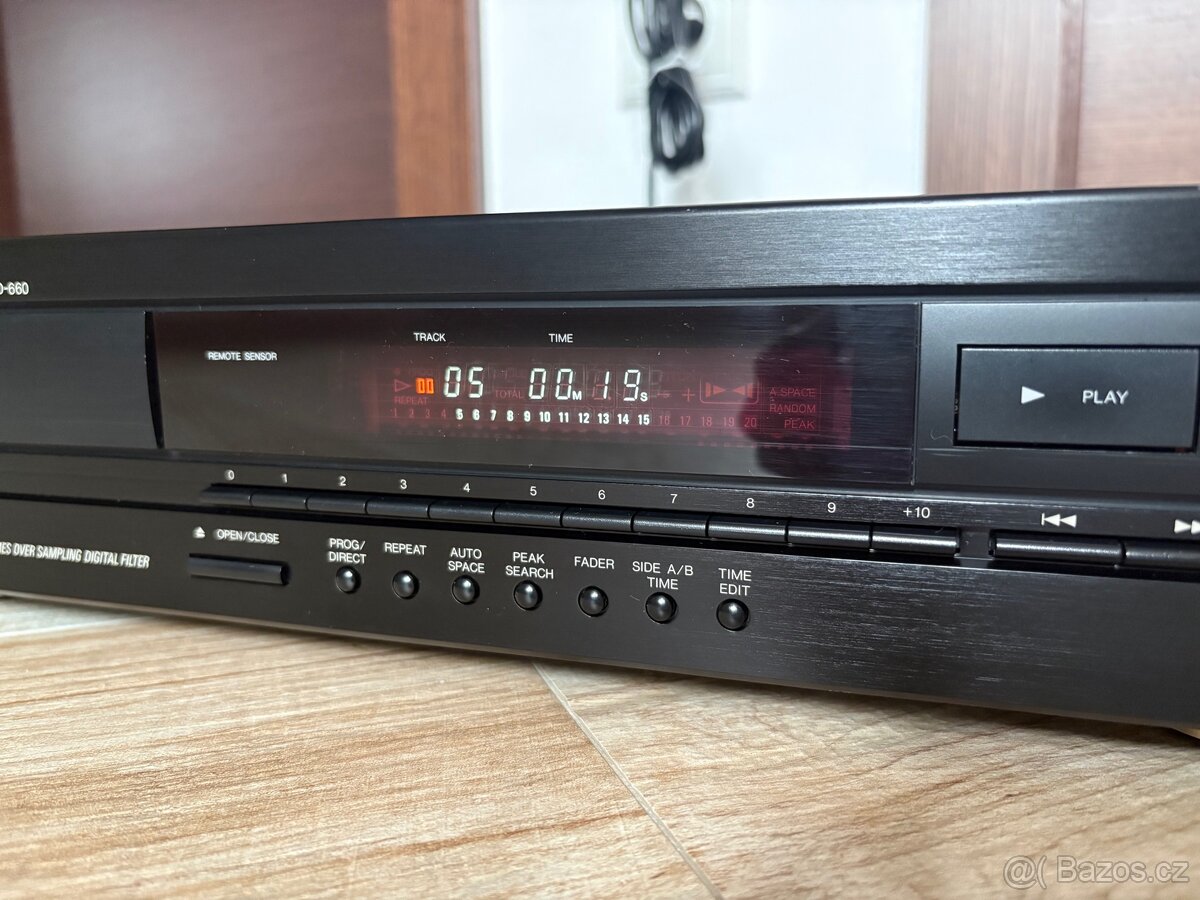 D-660
TRACK TIME
REMOTE SENSOR
05 TOTAL 00M 19S +
A.SPACE
REPEAT
RANDOM
1 2 3 4 5 6 7 8 9 10 11 12 13 14 15 16 17 18 19 20
PEAK
PLAY
0 1 2 3 4 5 6 7 8 9 +10
OPEN/CLOSE
MES OVER SAMPLING DIGITAL FILTER
PROG/
DIRECT
REPEAT
AUTO
SPACE
PEAK
SEARCH
FADER
SIDE A/B
TIME
TIME
EDIT
@( Bazos.cz